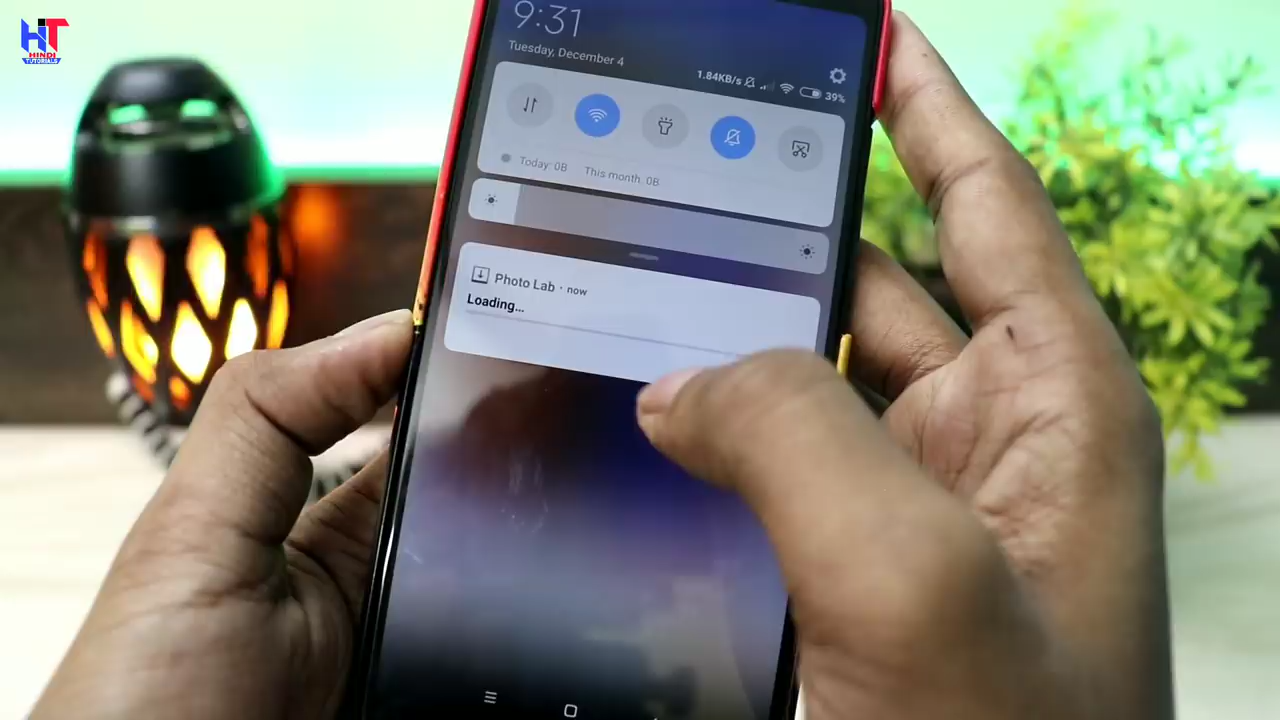 HT
HINDI
TUTORIALS
9:31
Tuesday, December 4
1.84KB/s 39%
Today: 0B This month: 0B
Photo Lab · now
Loading...